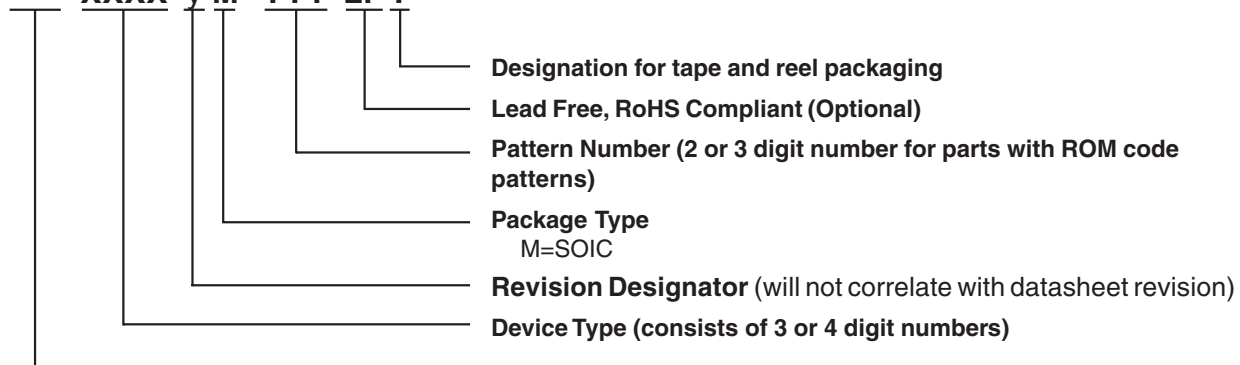 Designation for tape and reel packaging
Lead Free, RoHS Compliant (Optional)
Pattern Number (2 or 3 digit number for parts with ROM code
patterns)
Package Type
M=SOIC
Revision Designator (will not correlate with datasheet revision)
Device Type (consists of 3 or 4 digit numbers)